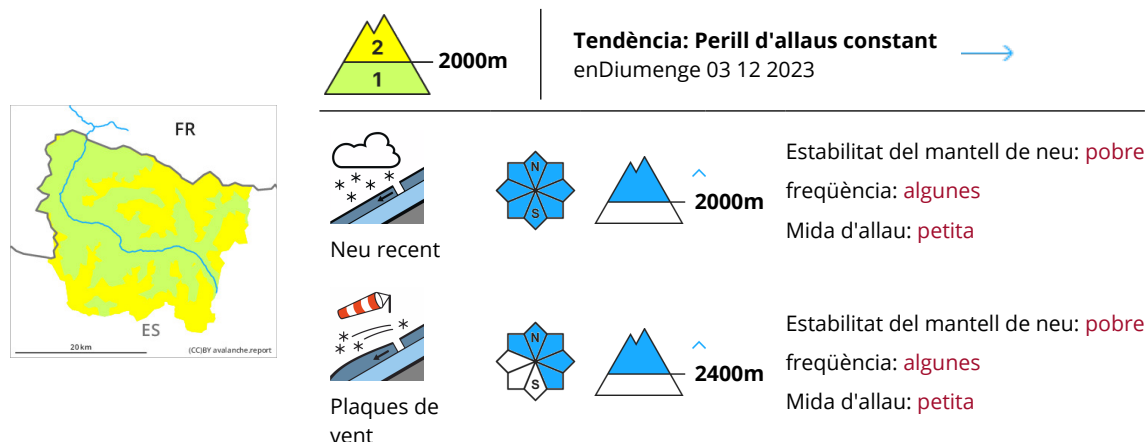 FR
ES
20 km
(CC)BY avalanche.report
2
1
2000m
Tendència: Perill d'allaus constant
enDiumenge 03 12 2023
N
S
2000m
Neu recent
Estabilitat del mantell de neu: pobre
freqüència: algunes
Mida d'allau: petita
N
S
2400m
Plaques de
vent
Estabilitat del mantell de neu: pobre
freqüència: algunes
Mida d'allau: petita